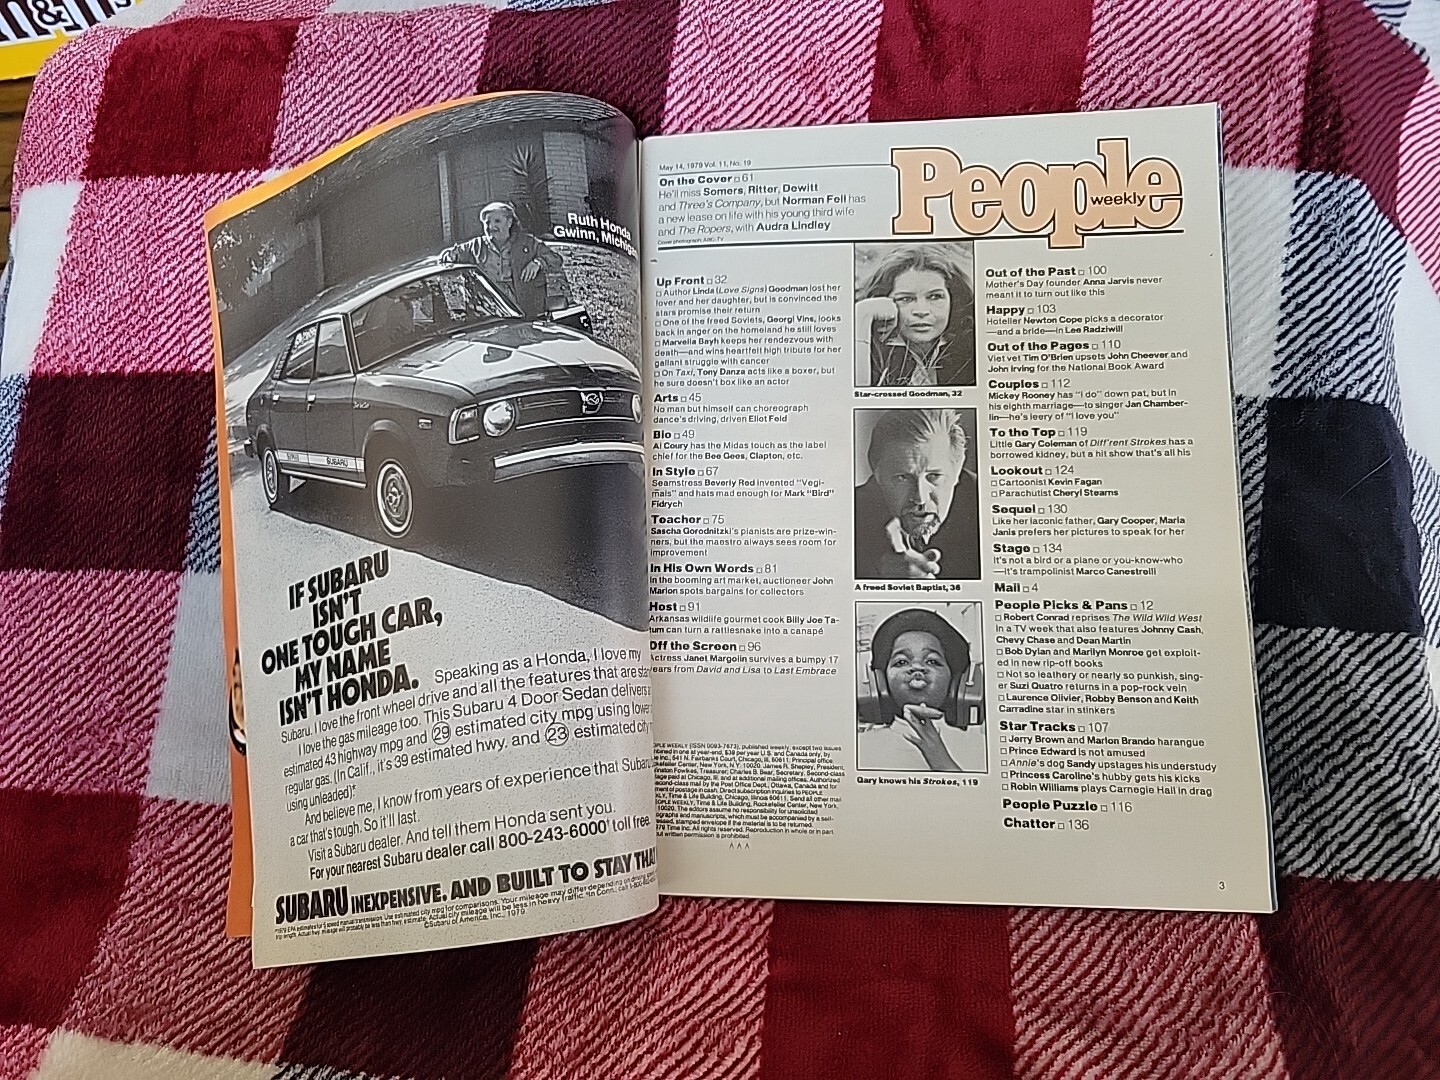 m&m's
Ruth Honda
Gwinn, Michigan
IF SUBARU
ISN'T
ONE TOUGH CAR,
MY NAME
ISN'T HONDA.
Speaking as a Honda, I love my
Subaru. I love the front wheel drive and all the features that are
I love the gas mileage too. This Subaru 4 Door Sedan delivers
estimated 43 highway mpg and 29 estimated city mpg using
regular gas. (In Calif., it's 39 estimated hwy. and 23 estimated city
using unleaded)*
And believe me, I know from years of experience that
a car that's tough. So it'll last.
Visit a Subaru dealer. And tell them Honda sent you.
For your nearest Subaru dealer call 800-243-6000† toll free.
SUBARU INEXPENSIVE. AND BUILT TO STAY THAT
©Subaru of America, Inc., 1979
SUBARU
May 14, 1979 Vol. 11, No. 19
People
weekly
On the Cover □ 61
He'll miss Somers, Ritter, Dewitt
and Three's Company, but Norman Fell has
a new lease on life with his young third wife
and The Ropers, with Audra Lindley
Cover photograph: ABC-TV
Up Front □ 32
□ Author Linda (Love Signs) Goodman lost her
lover and her daughter, but is convinced the
stars promise their return
□ One of the freed Soviets, Georgi Vins, looks
back in anger on the homeland he still loves
□ Marvella Bayh keeps her rendezvous with
death—and wins heartfelt high tribute for her
gallant struggle with cancer
□ On Taxi, Tony Danza acts like a boxer, but
he sure doesn't box like an actor
Arts □ 45
No man but himself can choreograph
dance's driving, driven Eliot Feld
Bio □ 49
Al Coury has the Midas touch as the label
chief for the Bee Gees, Clapton, etc.
In Style □ 67
Seamstress Beverly Red invented "Vegi-
mals" and hats mad enough for Mark "Bird"
Fidrych
Teacher □ 75
Sascha Gorodnitzki's pianists are prize-win-
ners, but the maestro always sees room for
improvement
In His Own Words □ 81
In the booming art market, auctioneer John
Marion spots bargains for collectors
Host □ 91
Arkansas wildlife gourmet cook Billy Joe Ta-
tum can turn a rattlesnake into a canapé
Off the Screen □ 96
Actress Janet Margolin survives a bumpy 17
years from David and Lisa to Last Embrace
Star-crossed Goodman, 32
A freed Soviet Baptist, 36
Gary knows his Strokes, 119
Out of the Past □ 100
Mother's Day founder Anna Jarvis never
meant it to turn out like this
Happy □ 103
Hotelier Newton Cope picks a decorator
—and a bride—in Lee Radziwill
Out of the Pages □ 110
Viet vet Tim O'Brien upsets John Cheever and
John Irving for the National Book Award
Couples □ 112
Mickey Rooney has "I do" down pat, but in
his eighth marriage—to singer Jan Chamber-
lin—he's leery of "I love you"
To the Top □ 119
Little Gary Coleman of Diff'rent Strokes has a
borrowed kidney, but a hit show that's all his
Lookout □ 124
□ Cartoonist Kevin Fagan
□ Parachutist Cheryl Stearns
Sequel □ 130
Like her laconic father, Gary Cooper, Maria
Janis prefers her pictures to speak for her
Stage □ 134
It's not a bird or a plane or you-know-who
—it's trampolinist Marco Canestrelli
Mail □ 4
People Picks & Pans □ 12
□ Robert Conrad reprises The Wild Wild West
in a TV week that also features Johnny Cash,
Chevy Chase and Dean Martin
□ Bob Dylan and Marilyn Monroe get exploit-
ed in new rip-off books
□ Not so leathery or nearly so punkish, sing-
er Suzi Quatro returns in a pop-rock vein
□ Laurence Olivier, Robby Benson and Keith
Carradine star in stinkers
Star Tracks □ 107
□ Jerry Brown and Marlon Brando harangue
□ Prince Edward is not amused
□ Annie's dog Sandy upstages his understudy
□ Princess Caroline's hubby gets his kicks
□ Robin Williams plays Carnegie Hall in drag
People Puzzle □ 116
Chatter □ 136
3